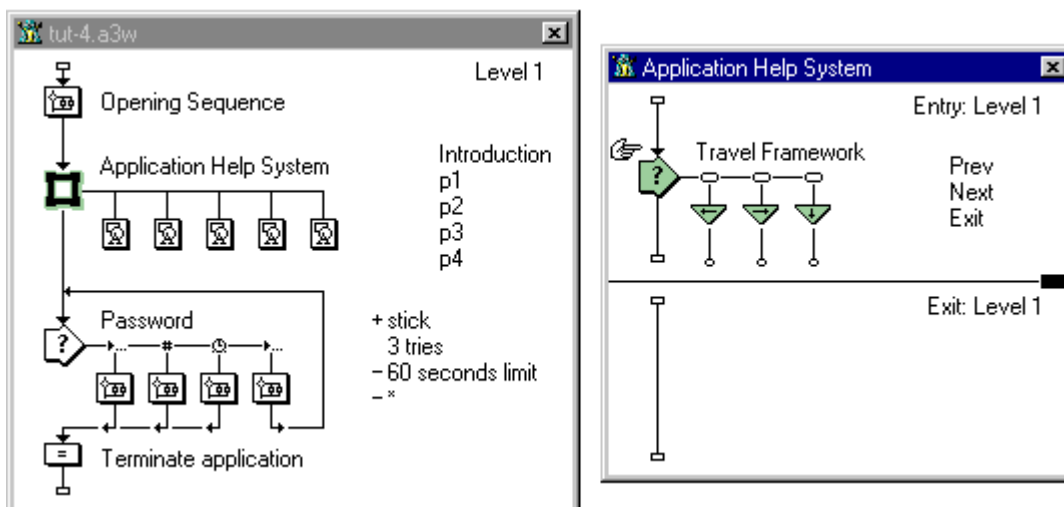 tut-4.a3w
Level 1
Opening Sequence
Application Help System
Introduction
p1
p2
p3
p4
Password
+ stick
3 tries
− 60 seconds limit
− *
?
#
=
Terminate application
Application Help System
Entry: Level 1
Travel Framework
?
Prev
Next
Exit
Exit: Level 1